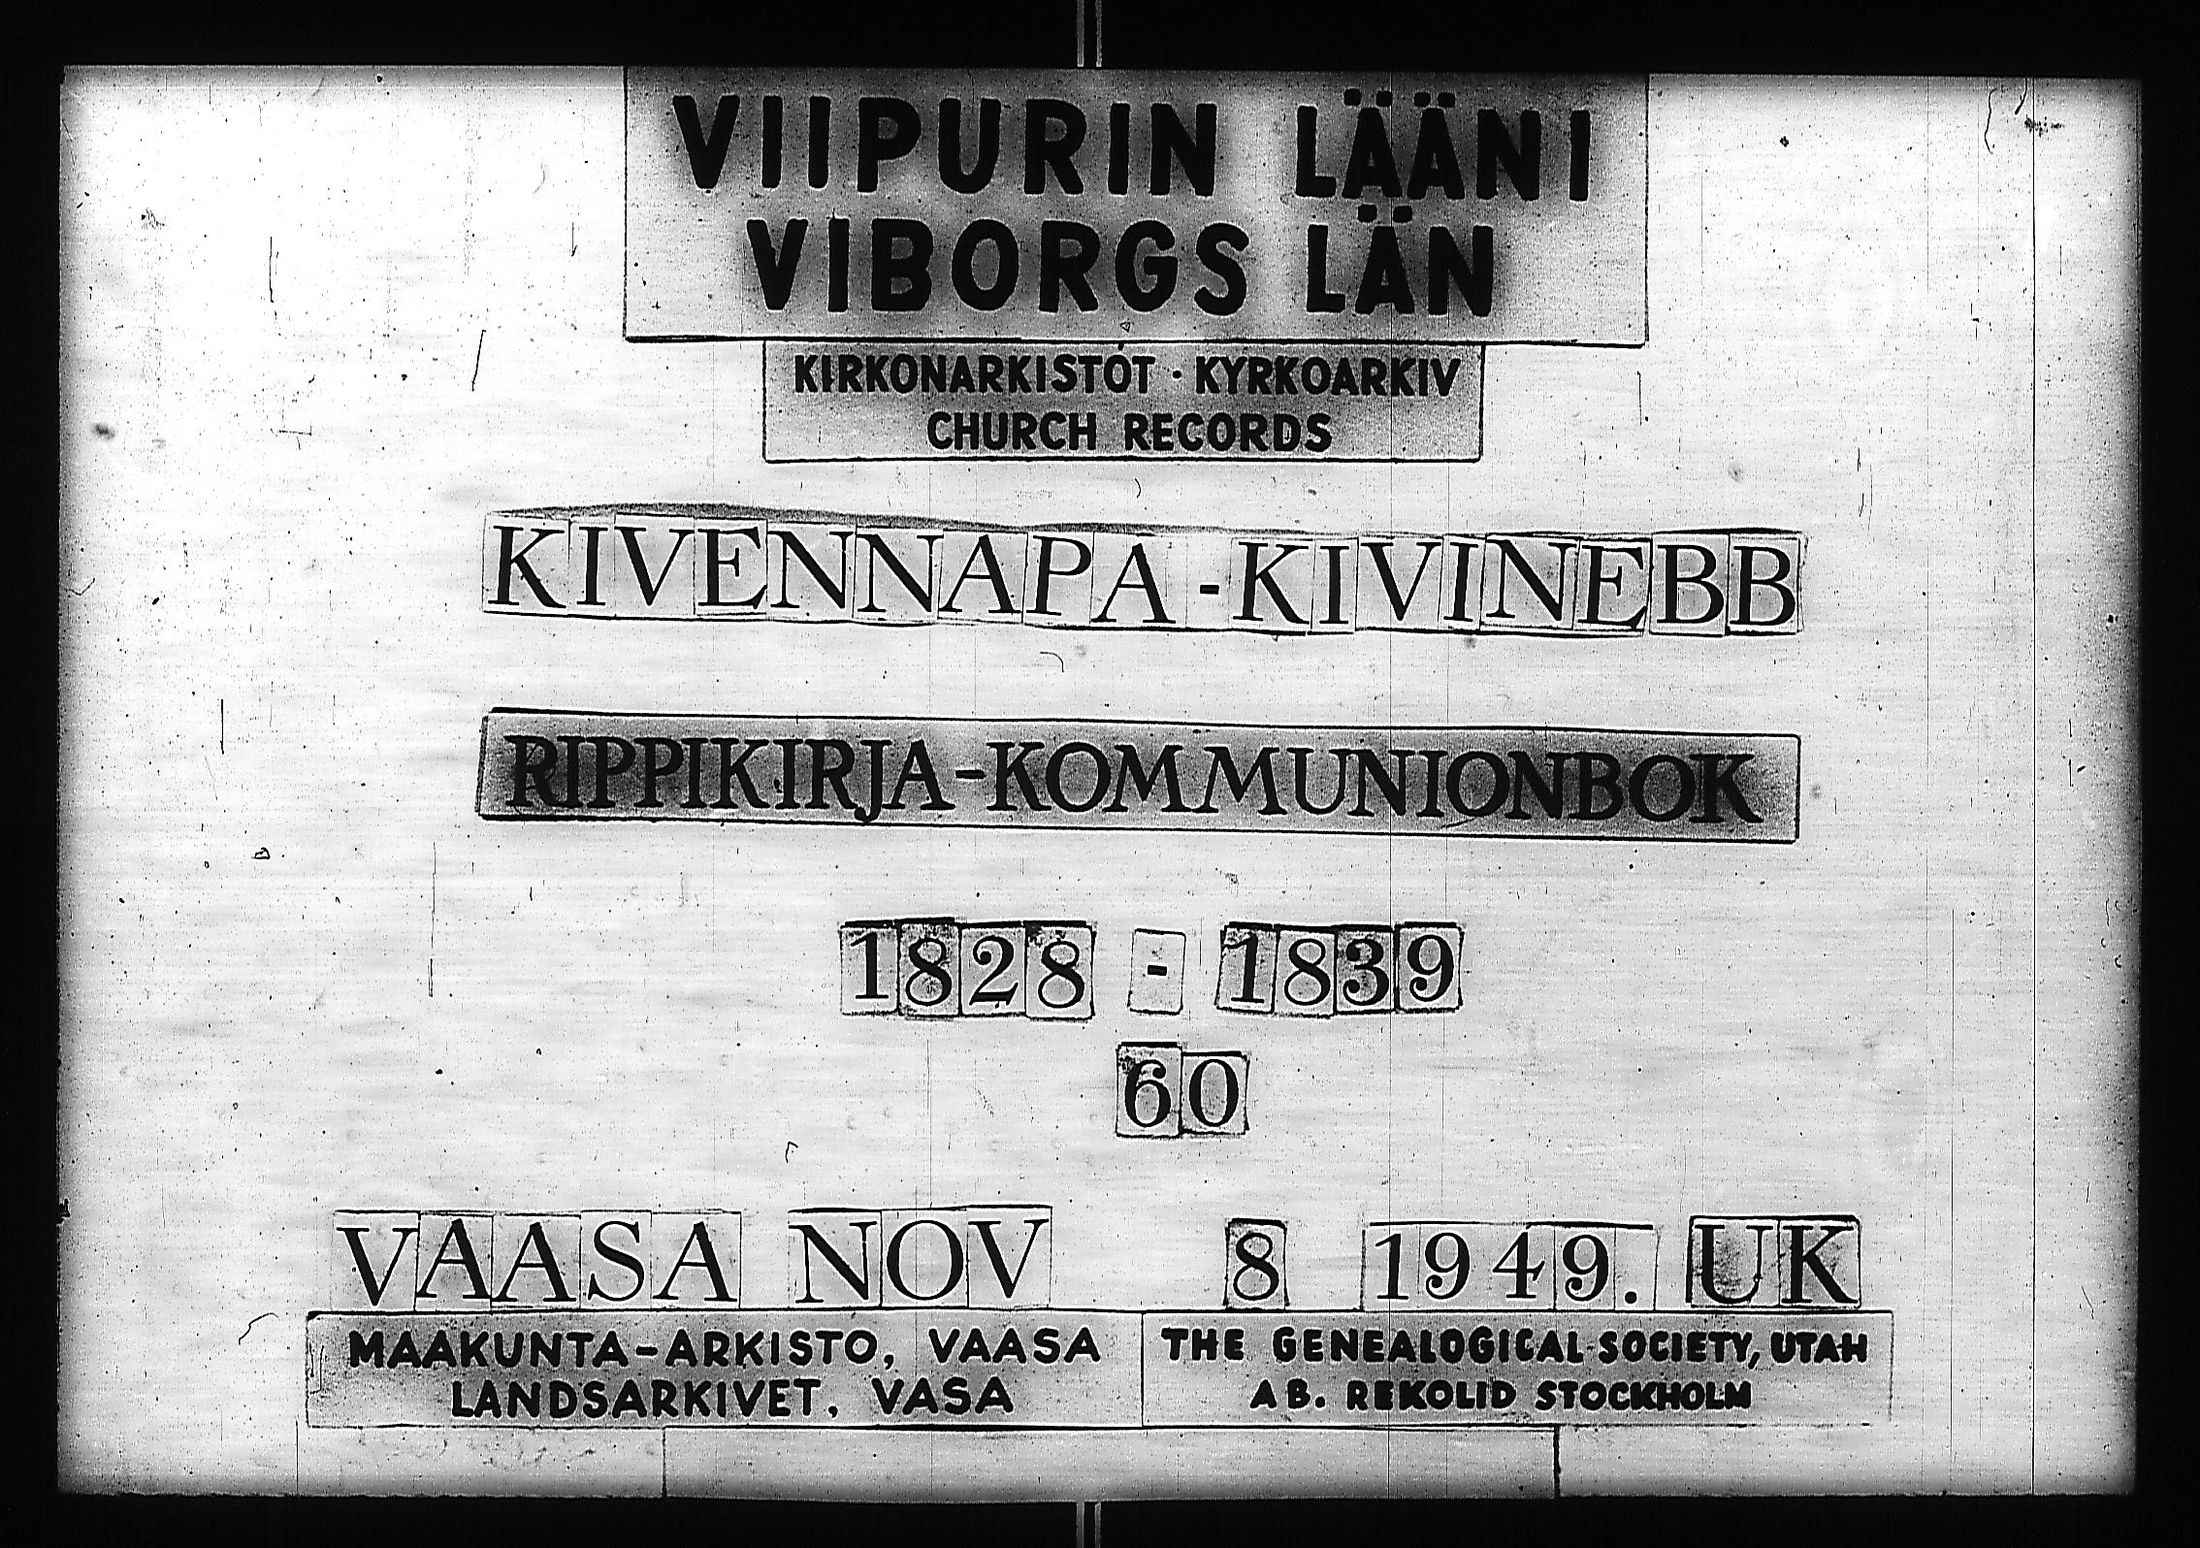 VIIPURIN LÄÄNI
VIBORGS LÄN
KIRKONARKISTOT · KYRKOARKIV
CHURCH RECORDS
KIVENNAPA-KIVINEBB
RIPPIKIRJA-KOMMUNIONBOK
1828 - 1839
60
VAASA NOV 8 1949. UK
MAAKUNTA-ARKISTO, VAASA
LANDSARKIVET, VASA
THE GENEALOGICAL SOCIETY, UTAH
AB. REKOLID STOCKHOLM